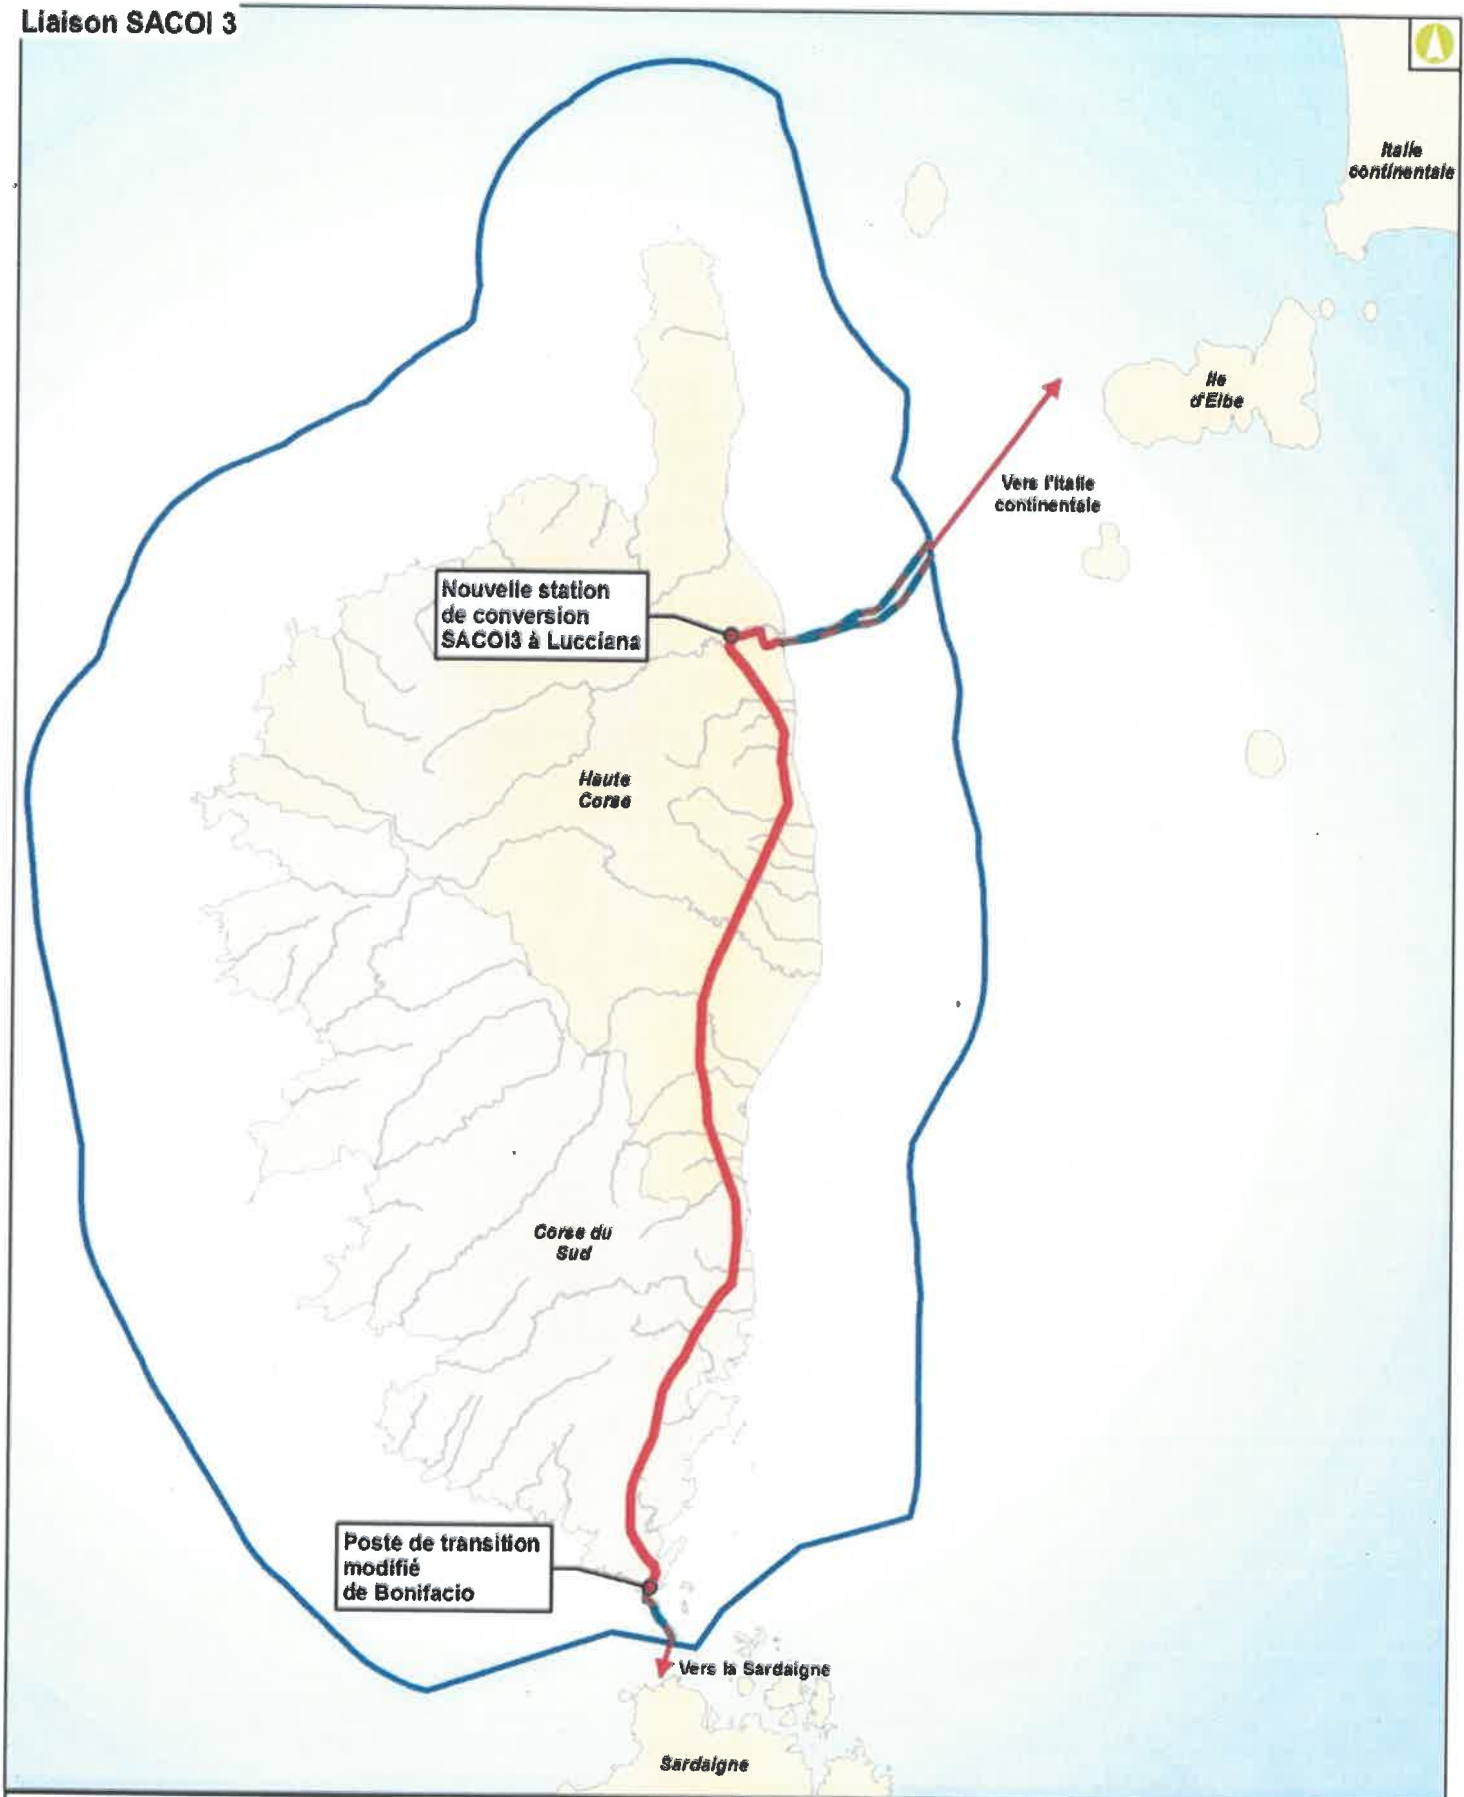 Liaison SACOI 3
Italie
continentale
Ile
d'Elbe
Vers l'Italie
continentale
Nouvelle station
de conversion
SACOI3 à Lucciana
Haute
Corse
Corse du
Sud
Poste de transition
modifié
de Bonifacio
Vers la Sardaigne
Sardaigne